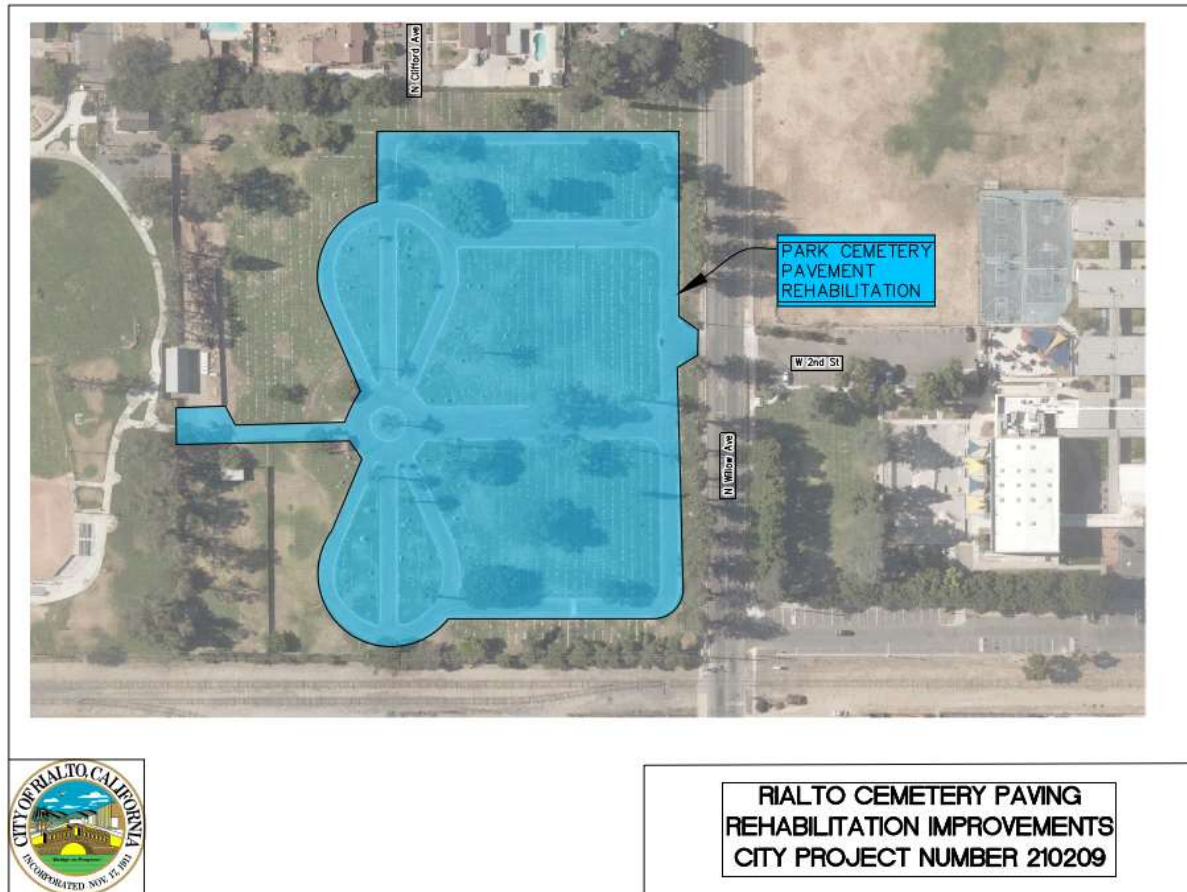 N Clifford Ave
PARK CEMETERY
PAVEMENT
REHABILITATION
W 2nd St
N Willow Ave
CITY OF RIALTO, CALIFORNIA
INCORPORATED NOV. 17, 1911
RIALTO CEMETERY PAVING
REHABILITATION IMPROVEMENTS
CITY PROJECT NUMBER 210209